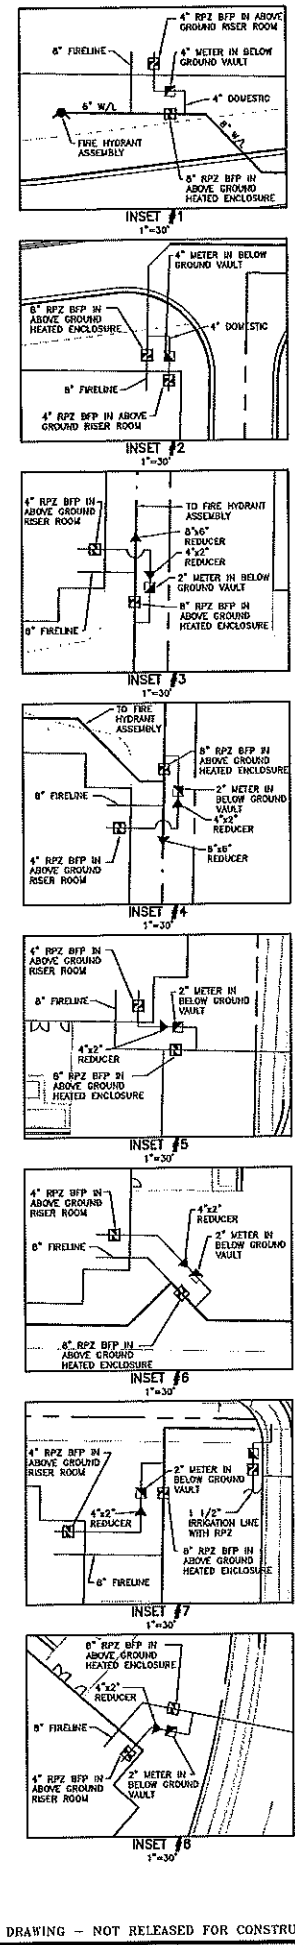 4" RPZ BFP IN ABOVE
GROUND RISER ROOM
8" FIRELINE
4" METER IN BELOW
GROUND VAULT
4" DOMESTIC
6" W/L
8" W/L
FIRE HYDRANT
ASSEMBLY
8" RPZ BFP IN
ABOVE GROUND
HEATED ENCLOSURE
INSET #1
1"=30'
4" METER IN BELOW
GROUND VAULT
8" RPZ BFP IN
ABOVE GROUND
HEATED ENCLOSURE
4" DOMESTIC
8" FIRELINE
4" RPZ BFP IN ABOVE
GROUND RISER ROOM
INSET #2
1"=30'
4" RPZ BFP IN
ABOVE GROUND
RISER ROOM
TO FIRE HYDRANT
ASSEMBLY
8"x6"
REDUCER
4"x2"
REDUCER
2" METER IN BELOW
GROUND VAULT
8" RPZ BFP IN
ABOVE GROUND
HEATED ENCLOSURE
8" FIRELINE
INSET #3
1"=30'
TO FIRE
HYDRANT
ASSEMBLY
8" RPZ BFP IN
ABOVE GROUND
HEATED ENCLOSURE
8" FIRELINE
2" METER IN
BELOW GROUND
VAULT
4"x2"
REDUCER
4" RPZ BFP IN
ABOVE GROUND
RISER ROOM
8"x6"
REDUCER
INSET #4
1"=30'
4" RPZ BFP IN
ABOVE GROUND
RISER ROOM
8" FIRELINE
2" METER IN
BELOW GROUND
VAULT
4"x2"
REDUCER
8" RPZ BFP IN
ABOVE GROUND
HEATED ENCLOSURE
INSET #5
1"=30'
4" RPZ BFP IN
ABOVE GROUND
RISER ROOM
8" FIRELINE
4"x2"
REDUCER
2" METER IN
BELOW GROUND
VAULT
8" RPZ BFP IN
ABOVE GROUND
HEATED ENCLOSURE
INSET #6
1"=30'
4" RPZ BFP IN
ABOVE GROUND
RISER ROOM
2" METER IN
BELOW GROUND
VAULT
4"x2"
REDUCER
1 1/2"
IRRIGATION LINE
WITH RPZ
8" RPZ BFP IN
ABOVE GROUND
HEATED ENCLOSURE
8" FIRELINE
INSET #7
1"=30'
8" RPZ BFP IN
ABOVE GROUND
HEATED ENCLOSURE
4"x2"
REDUCER
8" FIRELINE
4" RPZ BFP IN
ABOVE GROUND
RISER ROOM
2" METER IN
BELOW GROUND
VAULT
INSET #8
1"=30'
DRAWING - NOT RELEASED FOR CONSTRU